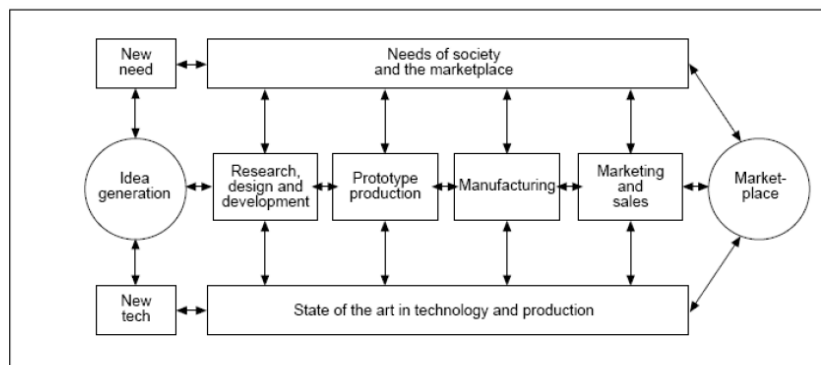 New
need
Needs of society
and the marketplace
Idea
generation
Research,
design and
development
Prototype
production
Manufacturing
Marketing
and
sales
Market-
place
New
tech
State of the art in technology and production